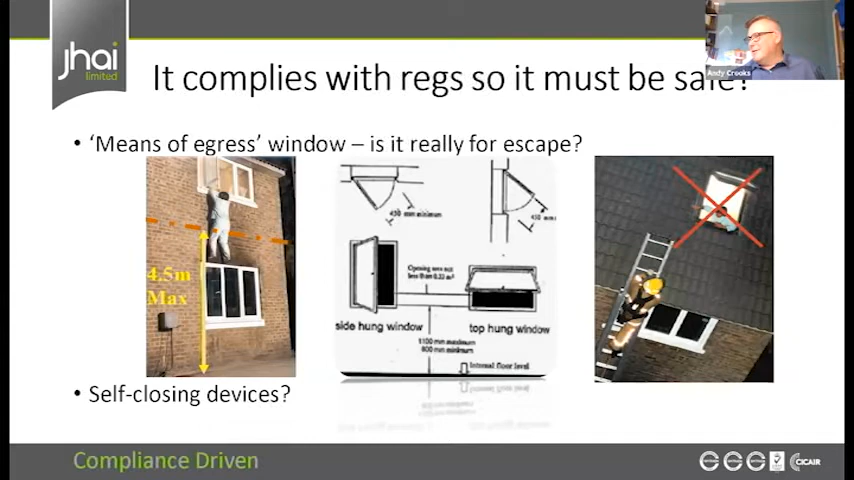 jhai
limited
It complies with regs so it must be safe?
Andy Crooks
• ‘Means of egress’ window – is it really for escape?
4.5m
Max
450 mm minimum
450 mm
Opening area not
less than 0.33 m²
side hung window
top hung window
1100 mm maximum
800 mm minimum
Internal floor level
• Self-closing devices?
Compliance Driven
CICAIR